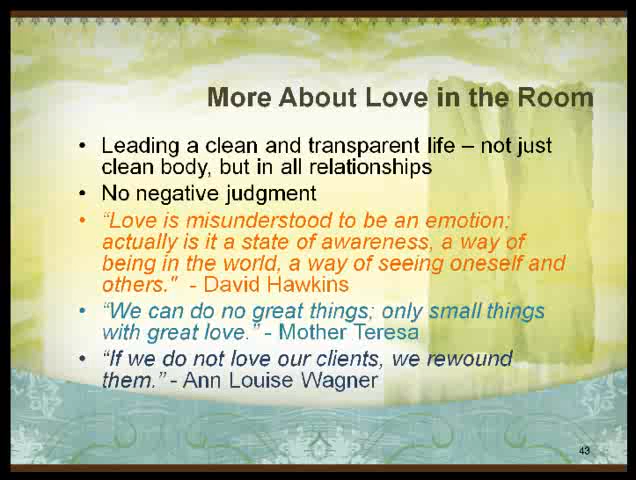 More About Love in the Room
• Leading a clean and transparent life – not just
clean body, but in all relationships
• No negative judgment
• “Love is misunderstood to be an emotion;
actually is it a state of awareness, a way of
being in the world, a way of seeing oneself and
others." - David Hawkins
• “We can do no great things; only small things
with great love.” - Mother Teresa
• “If we do not love our clients, we rewound
them.” - Ann Louise Wagner
43